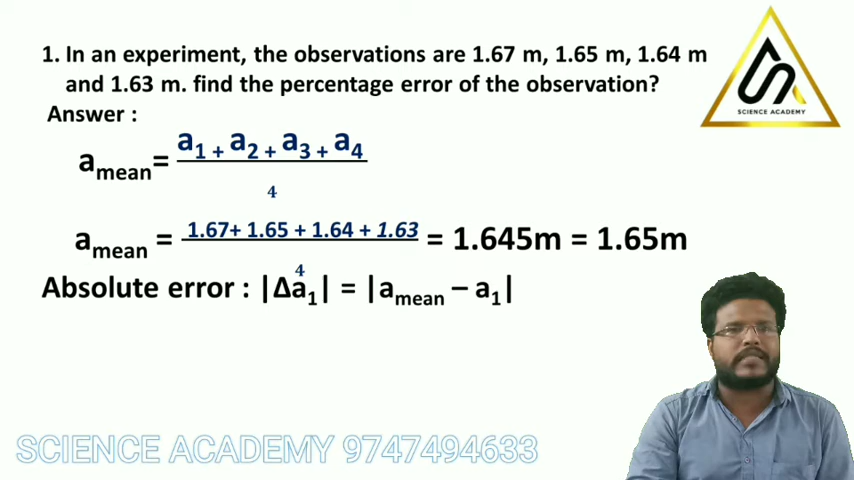 1. In an experiment, the observations are 1.67 m, 1.65 m, 1.64 m
and 1.63 m. find the percentage error of the observation?
Answer :
a₁ + a₂ + a₃ + a₄
aₘₑₐₙ=
4
1.67+ 1.65 + 1.64 + 1.63
aₘₑₐₙ = = 1.645m = 1.65m
4
Absolute error : |Δa₁| = |aₘₑₐₙ – a₁|
SCIENCE ACADEMY
SCIENCE ACADEMY 9747494633